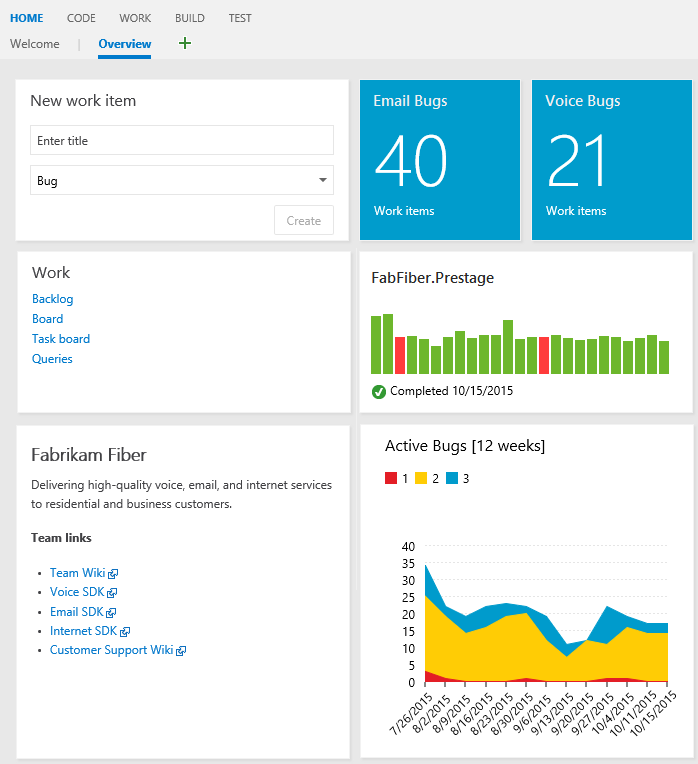 HOME CODE WORK BUILD TEST
Welcome | Overview +
New work item
Enter title
Bug
Create
Email Bugs
40
Work items
Voice Bugs
21
Work items
Work
Backlog
Board
Task board
Queries
FabFiber.Prestage
Completed 10/15/2015
Fabrikam Fiber
Delivering high-quality voice, email, and internet services
to residential and business customers.
Team links
• Team Wiki
• Voice SDK
• Email SDK
• Internet SDK
• Customer Support Wiki
Active Bugs [12 weeks]
1 2 3
40
35
30
25
20
15
10
5
0
7/26/2015
8/2/2015
8/9/2015
8/16/2015
8/23/2015
8/30/2015
9/6/2015
9/13/2015
9/20/2015
9/27/2015
10/4/2015
10/11/2015
10/15/2015